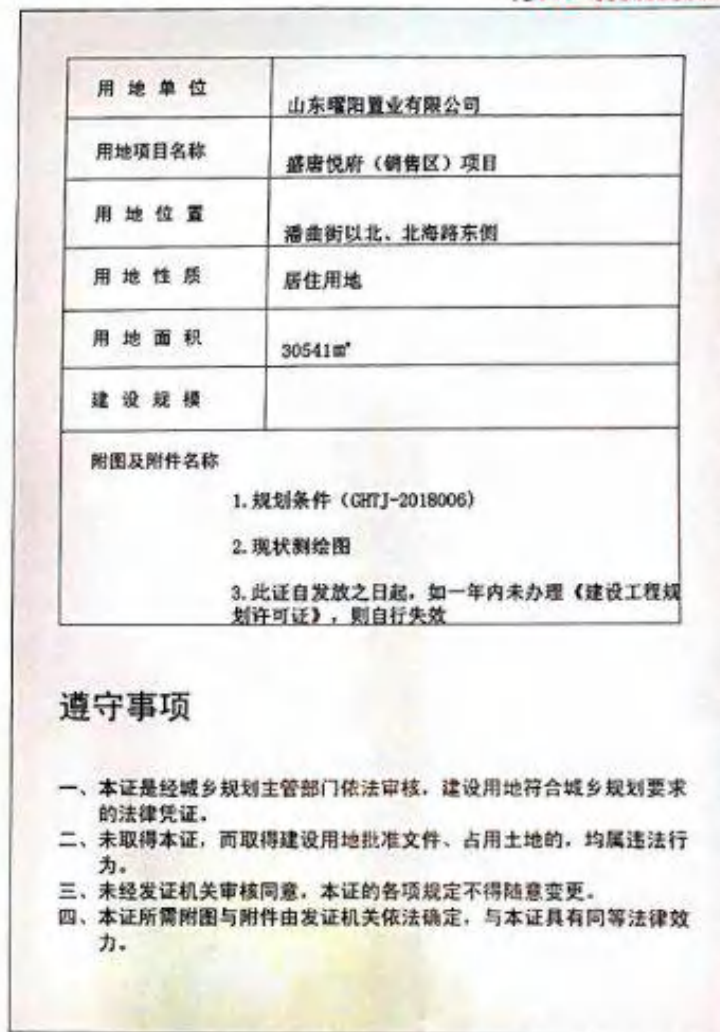 用地单位
山东曜阳置业有限公司
用地项目名称
盛唐悦府（销售区）项目
用地位置
潘曲街以北、北海路东侧
用地性质
居住用地
用地面积
30541㎡
建设规模
附图及附件名称
1.规划条件（GHTJ-2018006）
2.现状测绘图
3.此证自发放之日起，如一年内未办理《建设工程规
划许可证》，则自行失效
遵守事项
一、本证是经城乡规划主管部门依法审核，建设用地符合城乡规划要求
的法律凭证。
二、未取得本证，而取得建设用地批准文件、占用土地的，均属违法行
为。
三、未经发证机关审核同意，本证的各项规定不得随意变更。
四、本证所需附图与附件由发证机关依法确定，与本证具有同等法律效
力。